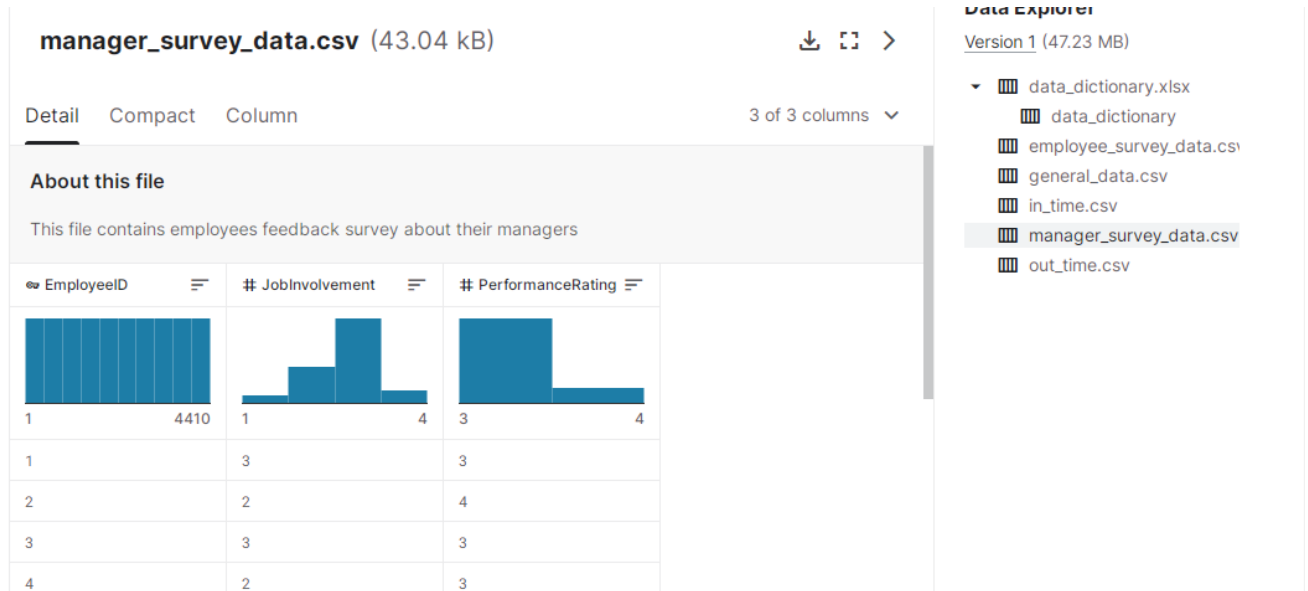 manager_survey_data.csv (43.04 kB)
Detail Compact Column 3 of 3 columns
About this file
This file contains employees feedback survey about their managers
EmployeeID # JobInvolvement # PerformanceRating
1 4410 1 4 3 4
1 3 3
2 2 4
3 3 3
4 2 3
Data Explorer
Version 1 (47.23 MB)
data_dictionary.xlsx
data_dictionary
employee_survey_data.csv
general_data.csv
in_time.csv
manager_survey_data.csv
out_time.csv